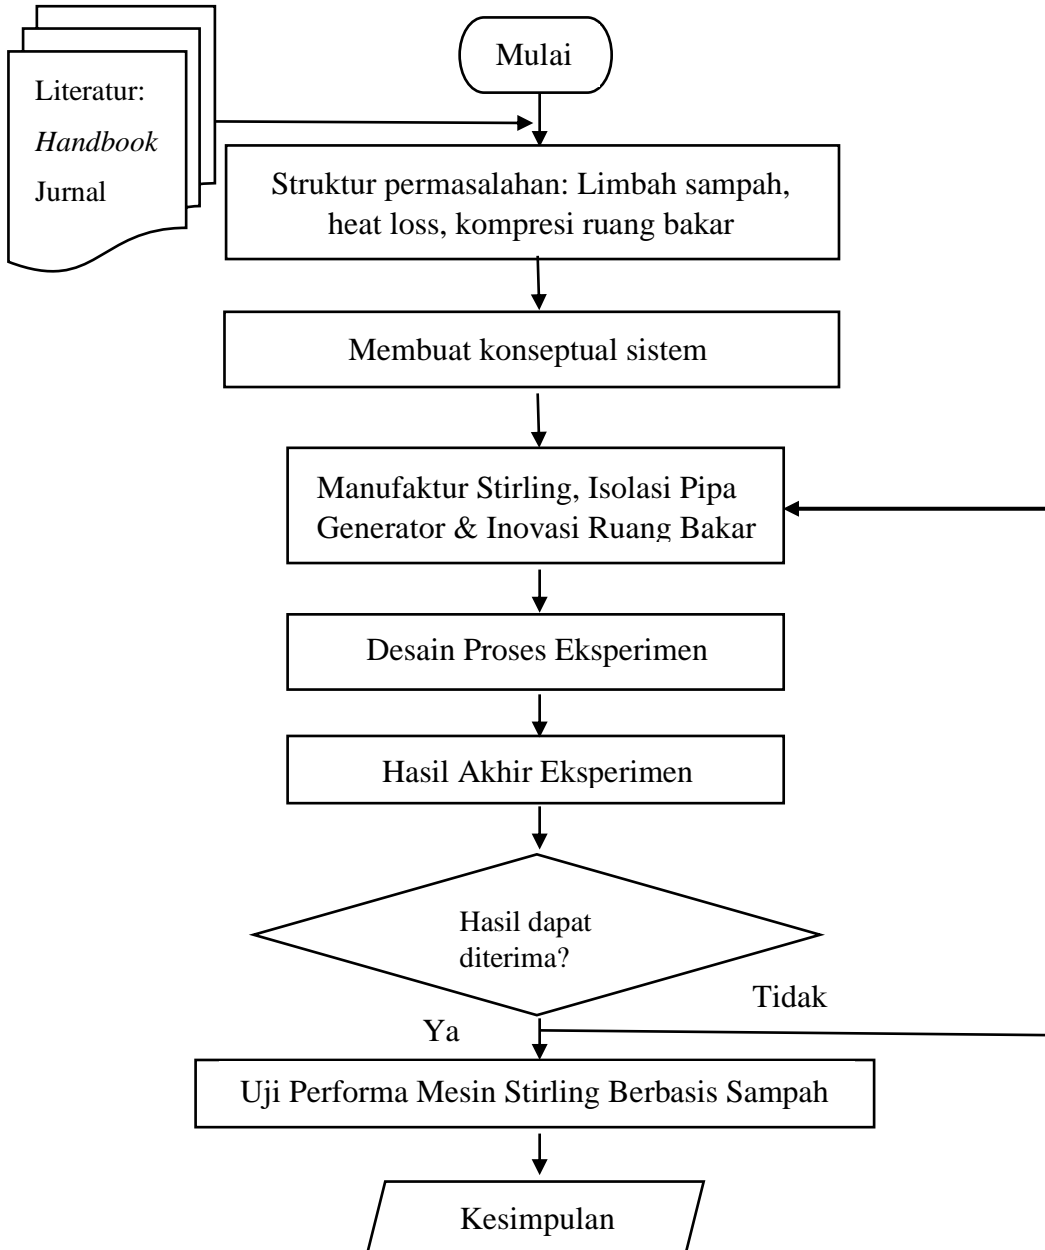 Mulai
Literatur:
Handbook
Jurnal
Struktur permasalahan: Limbah sampah,
heat loss, kompresi ruang bakar
Membuat konseptual sistem
Manufaktur Stirling, Isolasi Pipa
Generator & Inovasi Ruang Bakar
Desain Proses Eksperimen
Hasil Akhir Eksperimen
Hasil dapat
diterima?
Tidak
Ya
Uji Performa Mesin Stirling Berbasis Sampah
Kesimpulan